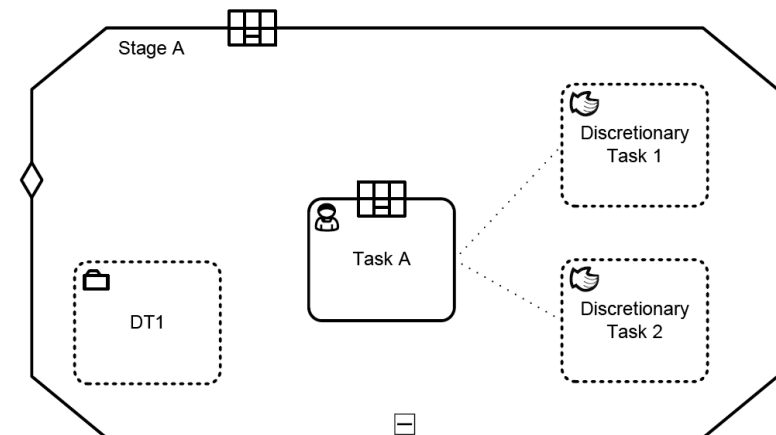 Stage A
Discretionary
Task 1
Task A
DT1
Discretionary
Task 2